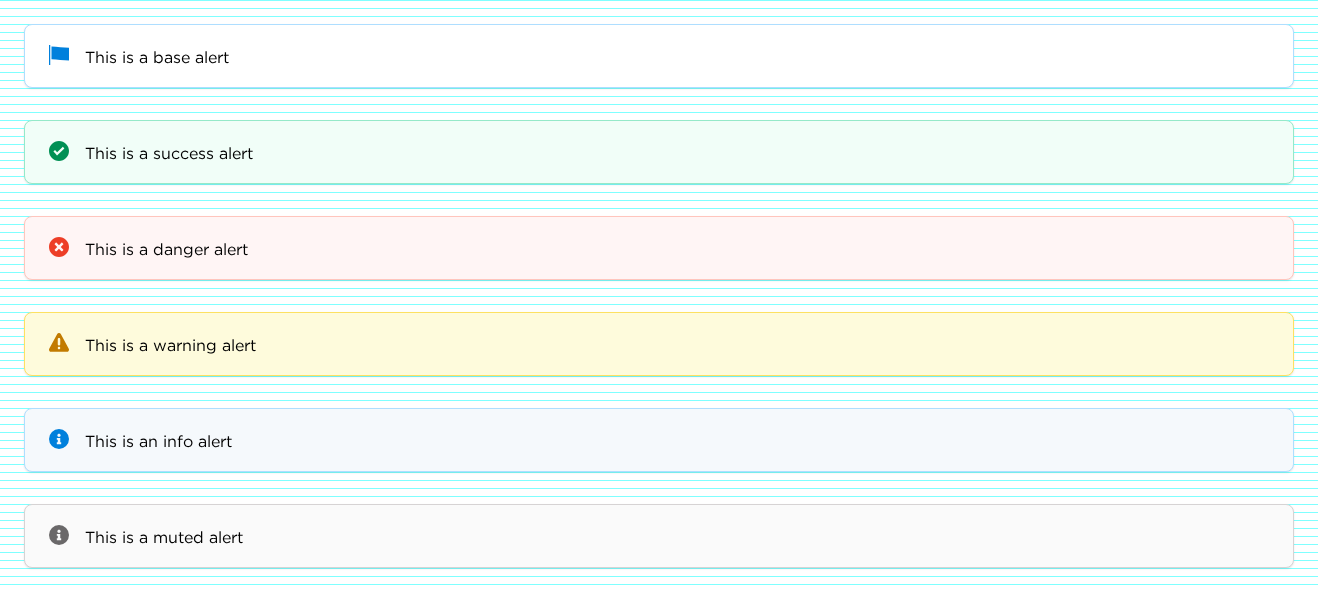 This is a base alert
This is a success alert
This is a danger alert
This is a warning alert
This is an info alert
This is a muted alert